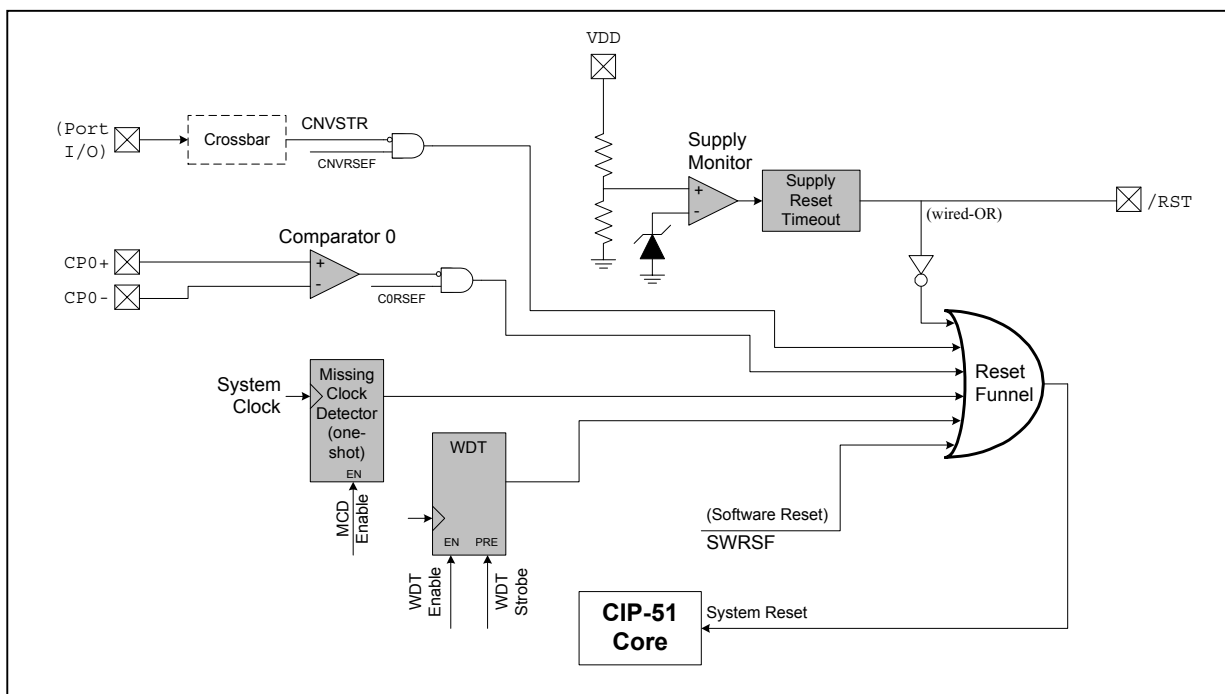 VDD
(Port
I/O)
Crossbar
CNVSTR
CNVRSEF
Supply
Monitor
+
-
Supply
Reset
Timeout
(wired-OR)
/RST
Comparator 0
CP0+
CP0-
+
-
C0RSEF
Reset
Funnel
System
Clock
Missing
Clock
Detector
(one-
shot)
EN
MCD
Enable
WDT
EN
PRE
WDT
Enable
WDT
Strobe
(Software Reset)
SWRSF
CIP-51
Core
System Reset